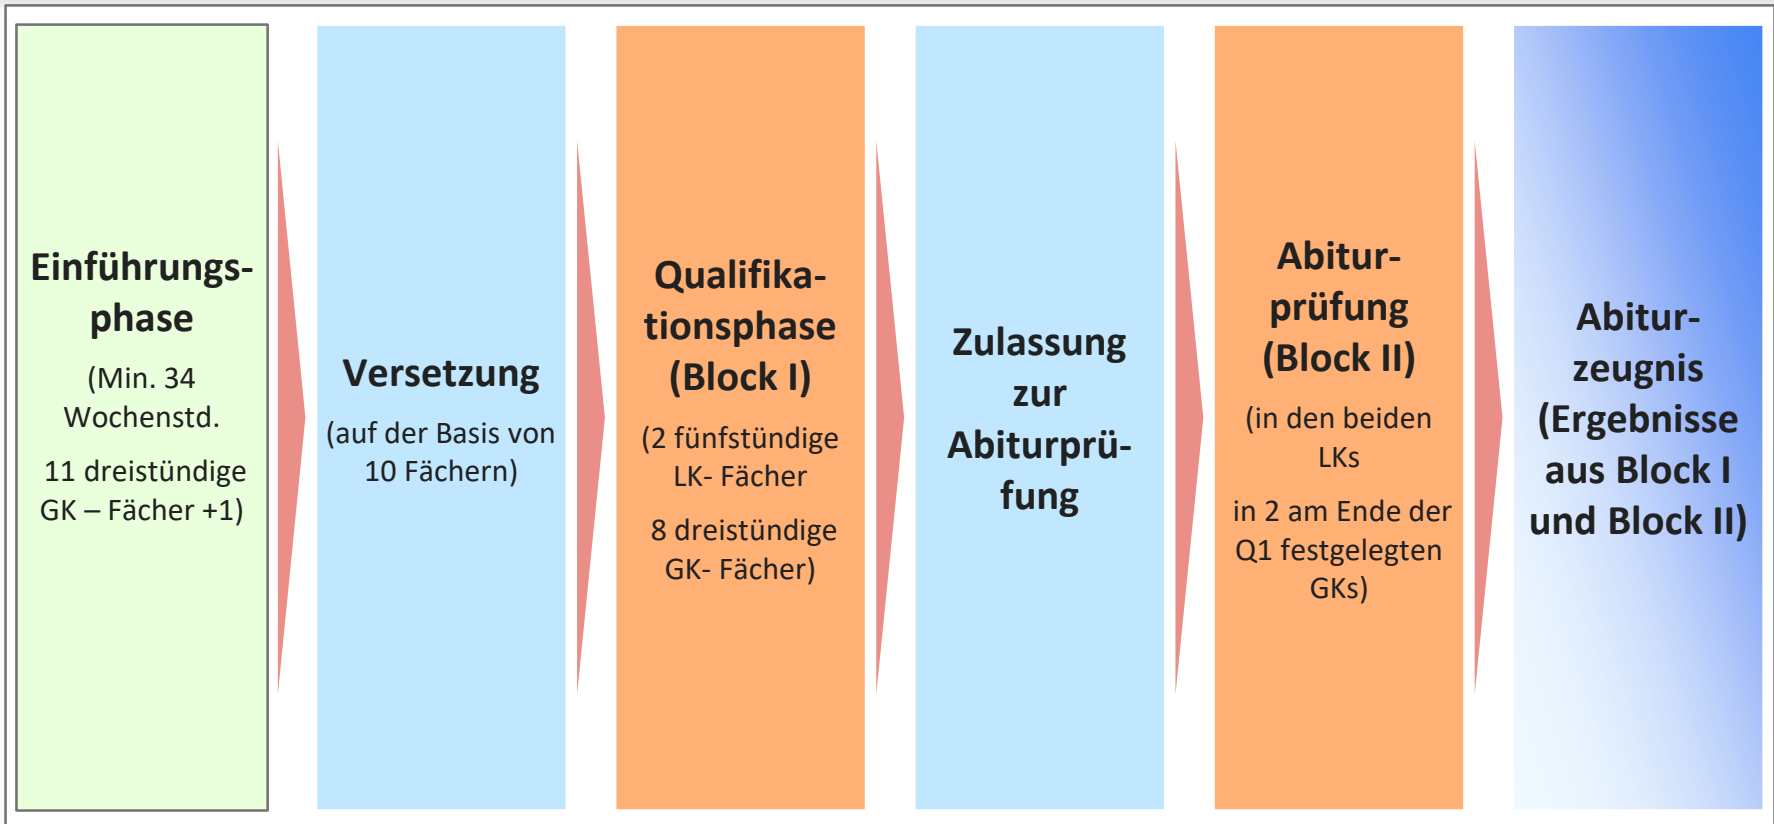 Einführungs-
phase
(Min. 34
Wochenstd.
11 dreistündige
GK – Fächer +1)
Versetzung
(auf der Basis von
10 Fächern)
Qualifika-
tionsphase
(Block I)
(2 fünfstündige
LK- Fächer
8 dreistündige
GK- Fächer)
Zulassung
zur
Abiturprü-
fung
Abitur-
prüfung
(Block II)
(in den beiden
LKs
in 2 am Ende der
Q1 festgelegten
GKs)
Abitur-
zeugnis
(Ergebnisse
aus Block I
und Block II)